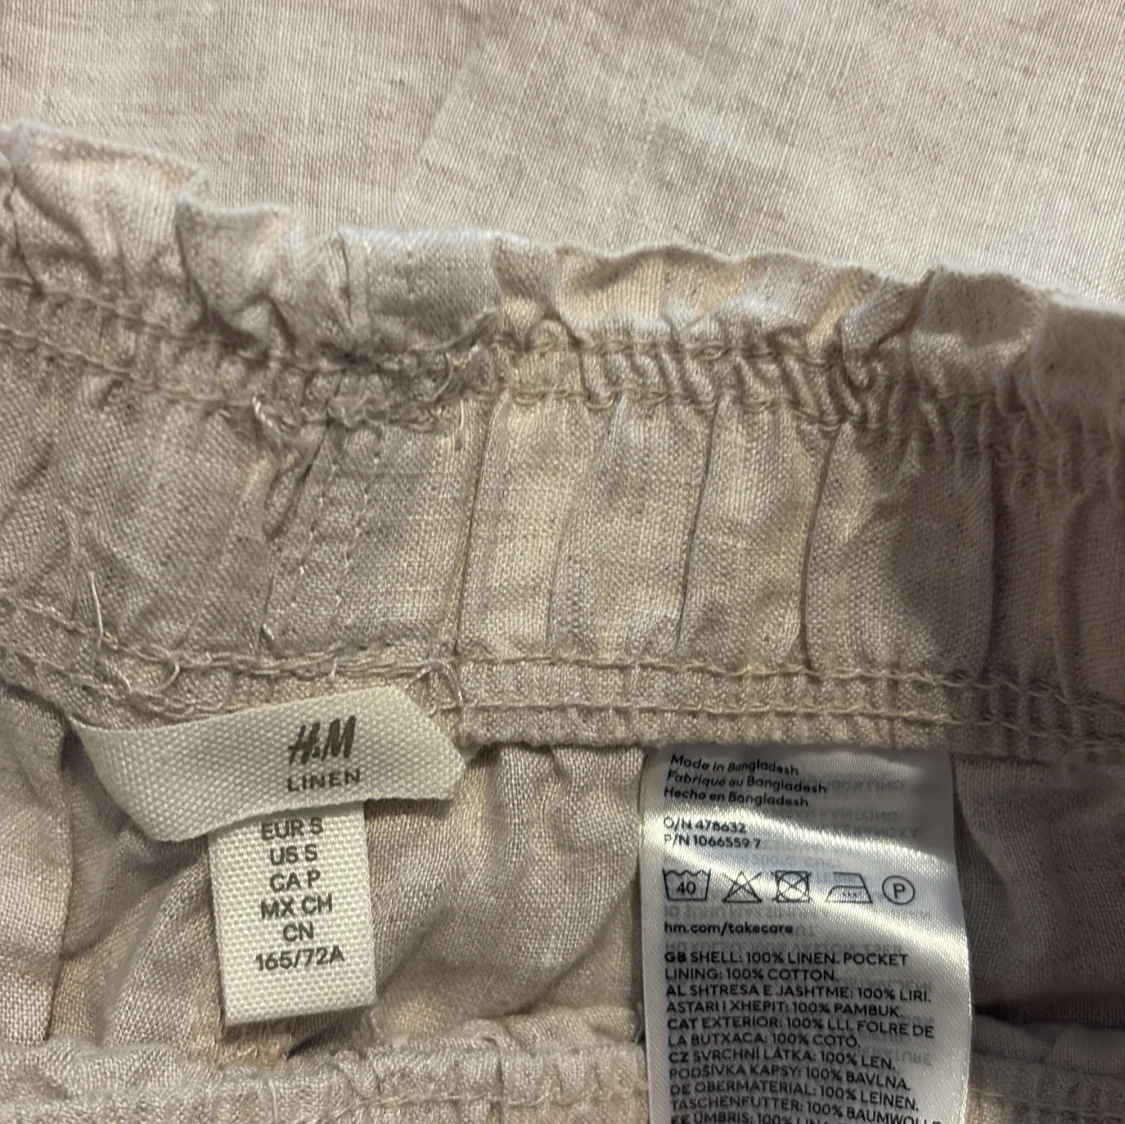 H&M
LINEN
EUR S
US S
CA P
MX CH
CN
165/72A
Made in Bangladesh
Fabriqué au Bangladesh
Hecho en Bangladesh
O/N 478632
P/N 1066559 7
40
P
hm.com/takecare
GB SHELL: 100% LINEN. POCKET
LINING: 100% COTTON.
AL SHTRESA E JASHTME: 100% LIRI.
ASTARI I XHEPIT: 100% PAMBUK.
CAT EXTERIOR: 100% LLI. FOLRE DE
LA BUTXACA: 100% COTÓ.
CZ SVRCHNÍ LÁTKA: 100% LEN.
PODŠÍVKA KAPSY: 100% BAVLNA.
DE OBERMATERIAL: 100% LEINEN.
TASCHENFUTTER: 100% BAUMWOLLE
EE ÜMBRIS: 100%